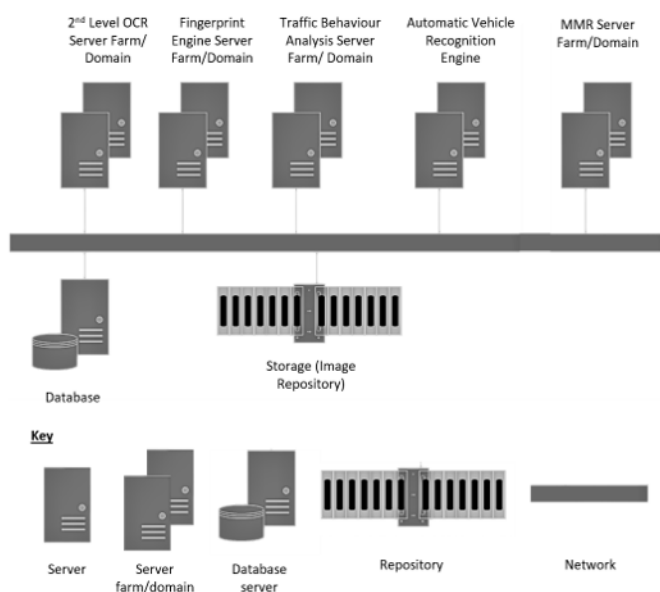 2nd Level OCR
Server Farm/
Domain
Fingerprint
Engine Server
Farm/Domain
Traffic Behaviour
Analysis Server
Farm/ Domain
Automatic Vehicle
Recognition
Engine
MMR Server
Farm/Domain
Storage (Image
Repository)
Database
Key
Server
Server
farm/domain
Database
server
Repository
Network